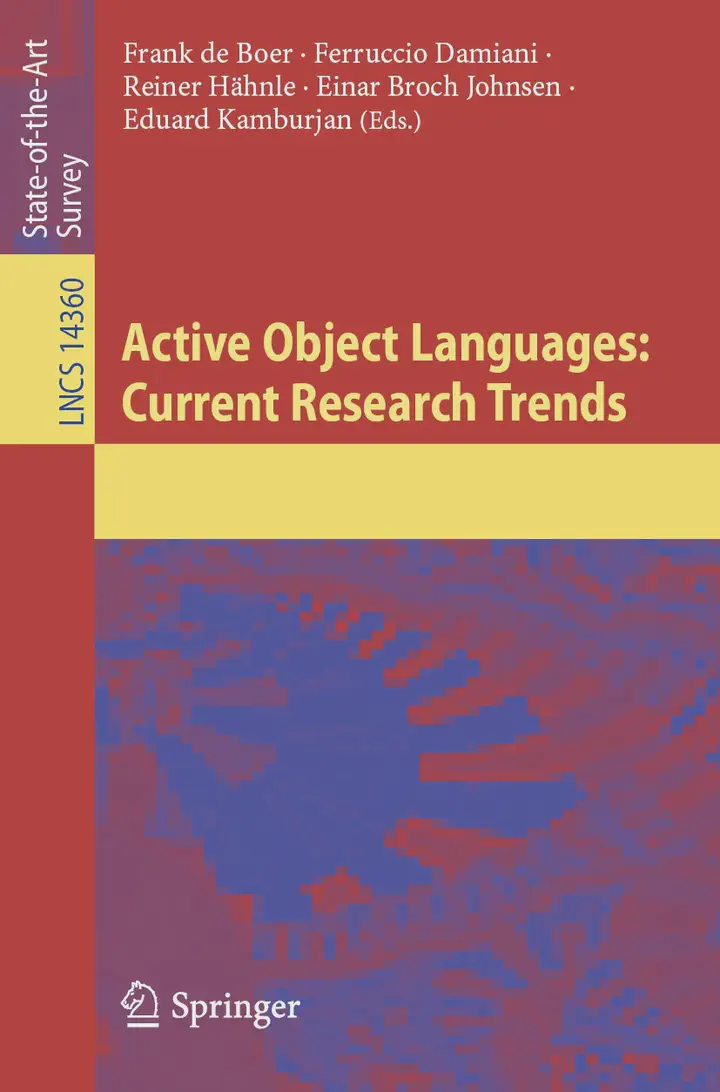 Frank de Boer · Ferruccio Damiani ·
Reiner Hähnle · Einar Broch Johnsen ·
Eduard Kamburjan (Eds.)
State-of-the-Art
Survey
LNCS 14360
Active Object Languages:
Current Research Trends
Springer